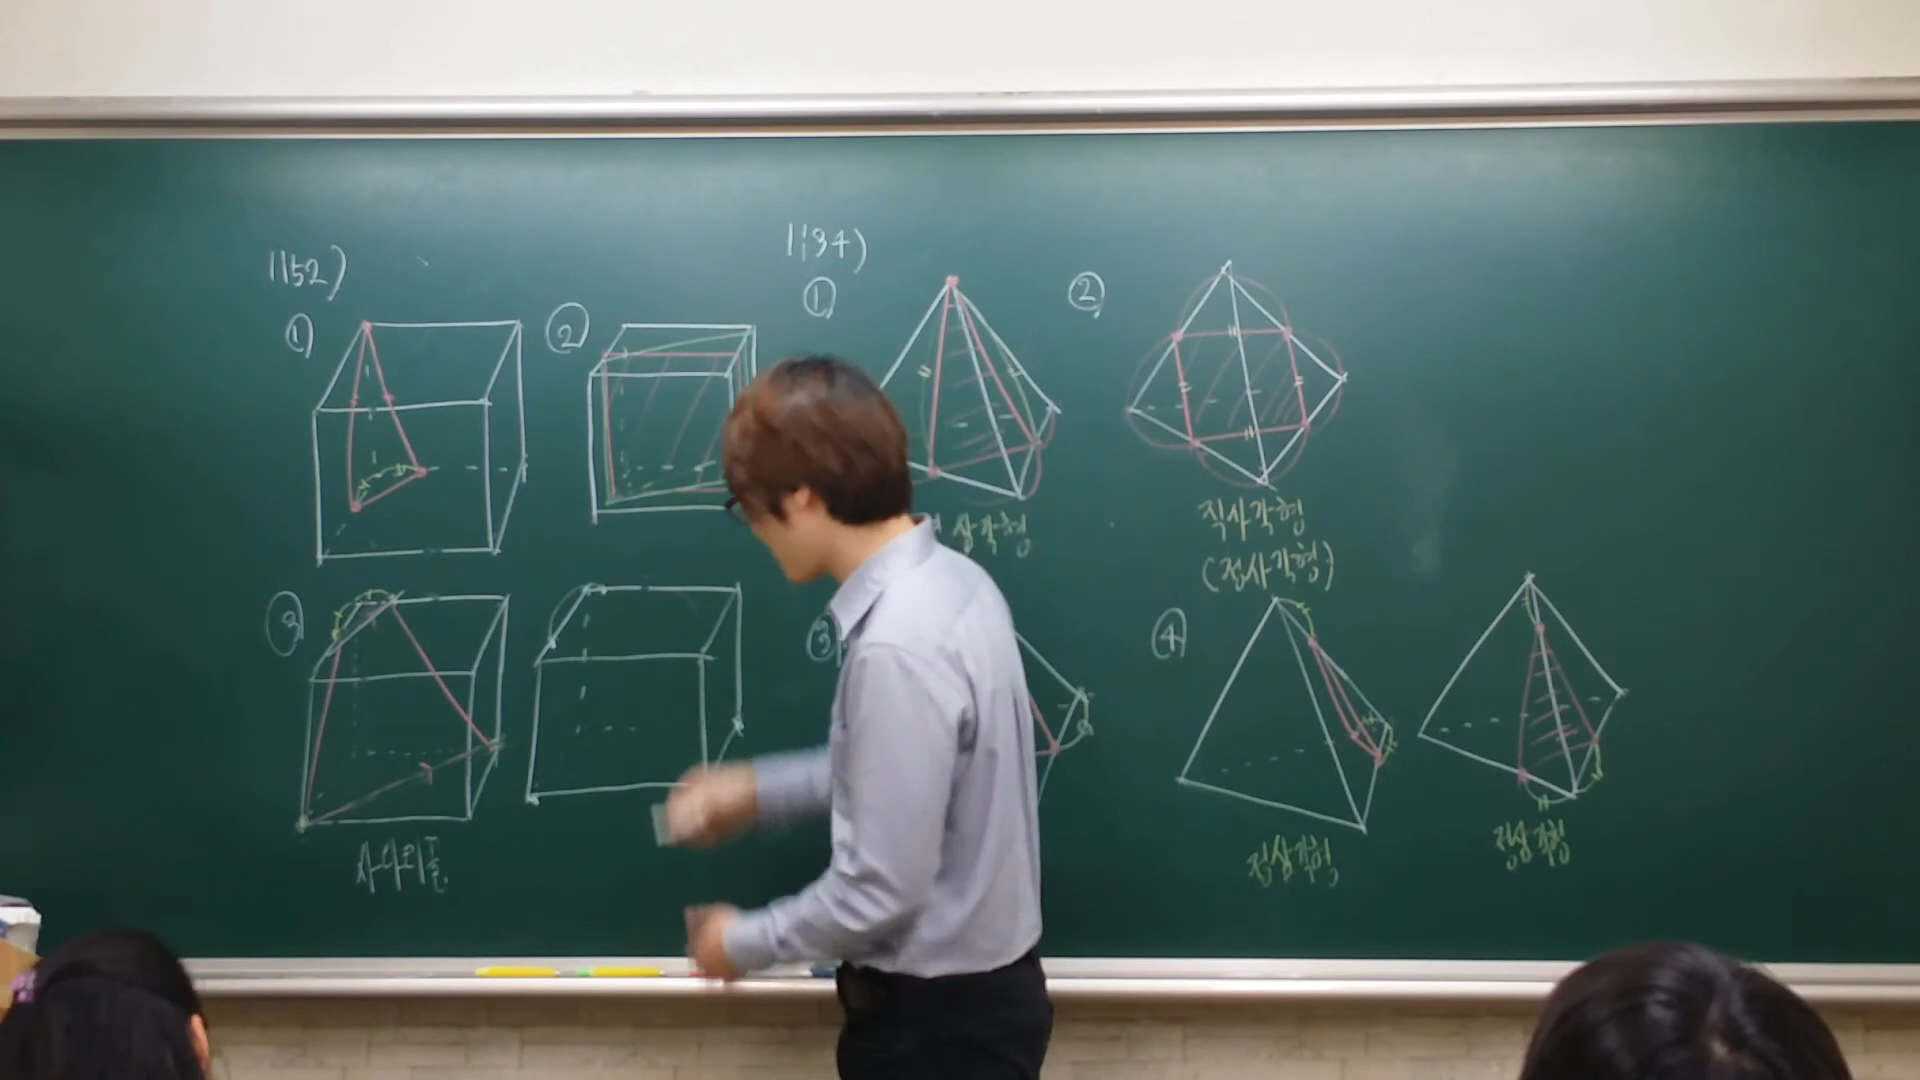 1152)
①
②
③
사다리꼴
1134)
①
삼각형
②
직사각형
(정사각형)
③
④
정삼각형
정삼각형